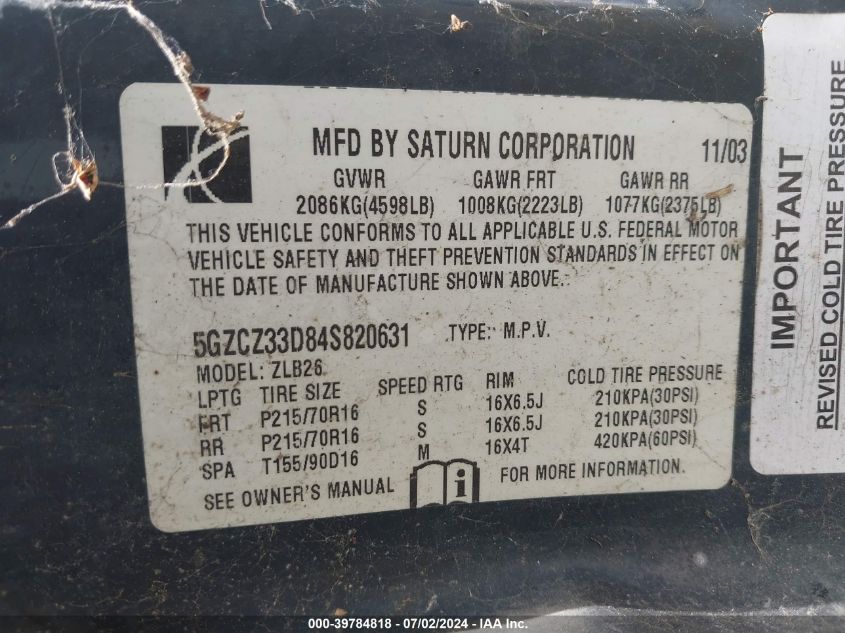 MFD BY SATURN CORPORATION 11/03
GVWR GAWR FRT GAWR RR
2086KG(4598LB) 1008KG(2223LB) 1077KG(2375LB)
THIS VEHICLE CONFORMS TO ALL APPLICABLE U.S. FEDERAL MOTOR
VEHICLE SAFETY AND THEFT PREVENTION STANDARDS IN EFFECT ON
THE DATE OF MANUFACTURE SHOWN ABOVE.
5GZCZ33D84S820631 TYPE: M.P.V.
MODEL: ZLB26
LPTG TIRE SIZE SPEED RTG RIM COLD TIRE PRESSURE
FRT P215/70R16 S 16X6.5J 210KPA(30PSI)
RR P215/70R16 S 16X6.5J 210KPA(30PSI)
SPA T155/90D16 M 16X4T 420KPA(60PSI)
SEE OWNER'S MANUAL i FOR MORE INFORMATION.
IMPORTANT
REVISED COLD TIRE PRESSURE
000-39784818 - 07/02/2024 - IAA Inc.